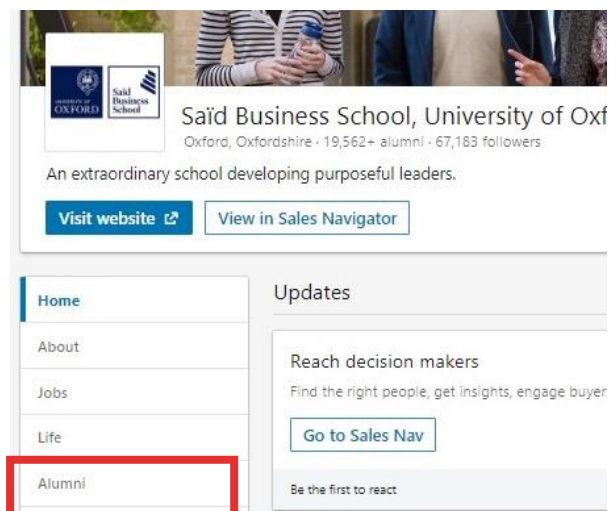 UNIVERSITY OF
OXFORD
Saïd
Business
School
Saïd Business School, University of Oxf
Oxford, Oxfordshire · 19,562+ alumni · 67,183 followers
An extraordinary school developing purposeful leaders.
Visit website
View in Sales Navigator
Home
About
Jobs
Life
Alumni
Updates
Reach decision makers
Find the right people, get insights, engage buyer
Go to Sales Nav
Be the first to react